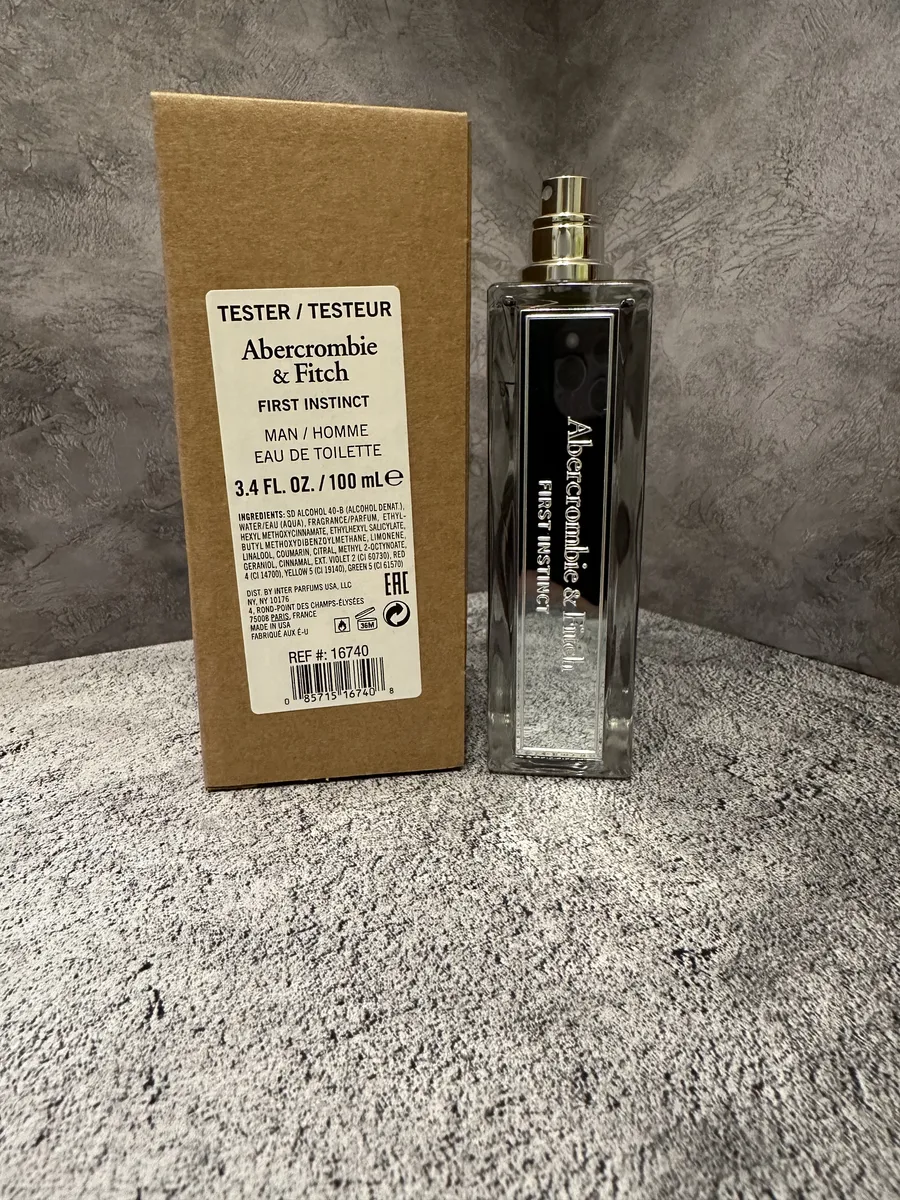 TESTER / TESTEUR
Abercrombie
& Fitch
FIRST INSTINCT
MAN / HOMME
EAU DE TOILETTE
3.4 FL. OZ. / 100 mL℮
INGREDIENTS: SD ALCOHOL 40-B (ALCOHOL DENAT.),
WATER/EAU (AQUA), FRAGRANCE/PARFUM, ETHYL-
HEXYL METHOXYCINNAMATE, ETHYLHEXYL SALICYLATE,
BUTYL METHOXYDIBENZOYLMETHANE, LIMONENE,
LINALOOL, COUMARIN, CITRAL, METHYL 2-OCTYNOATE,
GERANIOL, CINNAMAL, EXT. VIOLET 2 (CI 60730), RED
4 (CI 14700), YELLOW 5 (CI 19140), GREEN 5 (CI 61570)
DIST. BY INTER PARFUMS USA, LLC
NY, NY 10176
4, ROND-POINT DES CHAMPS-ÉLYSÉES
75008 PARIS, FRANCE
MADE IN USA
FABRIQUÉ AUX É-U
EAC
36M
REF #: 16740
0 85715 16740 8
Abercrombie & Fitch
FIRST INSTINCT